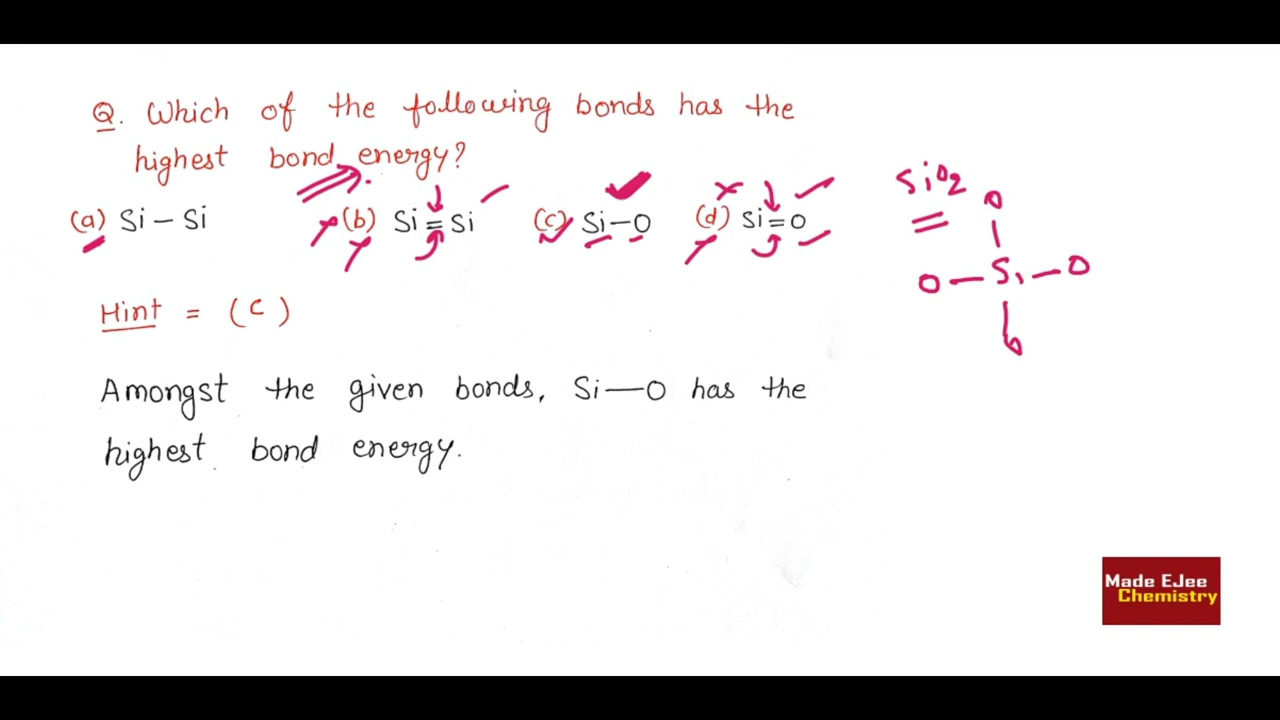 Q. Which of the following bonds has the
highest bond energy?
(a) Si – Si (b) Si = Si (c) Si – O (d) Si = O
SiO2
O
O – Si – O
O
Hint = (C)
Amongst the given bonds, Si — O has the
highest bond energy.
Made EJee
Chemistry